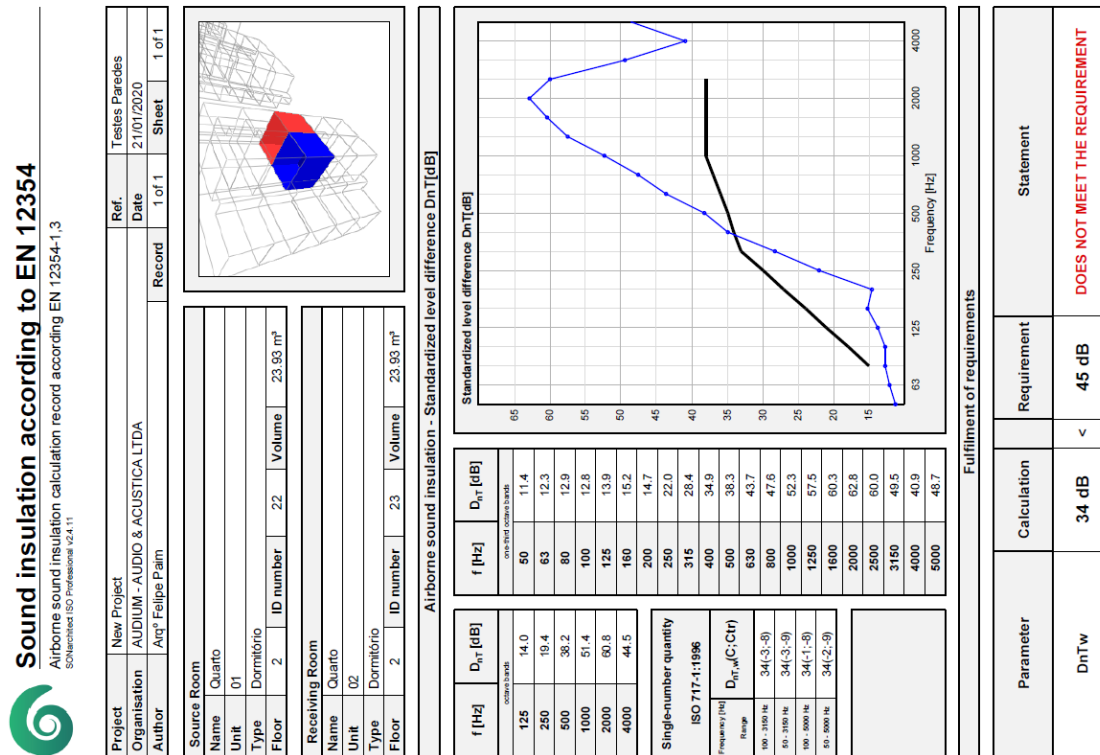 Sound insulation according to EN 12354
Airborne sound insulation calculation record according EN 12354-1,3
SONarchitect ISO Professional v2.4.11
Project New Project Ref. Testes Paredes
Organisation AUDIUM - AUDIO & ACUSTICA LTDA Date 21/01/2020
Author Arqº Felipe Paim Record 1 of 1 Sheet 1 of 1
Source Room
Name Quarto
Unit 01
Type Dormitório
Floor 2 ID number 22 Volume 23.93 m³
Receiving Room
Name Quarto
Unit 02
Type Dormitório
Floor 2 ID number 23 Volume 23.93 m³
Airborne sound insulation - Standardized level difference DnT[dB]
f [Hz] DnT [dB]
octave bands
125 14.0
250 19.4
500 38.2
1000 51.4
2000 60.8
4000 44.5
Single-number quantity
ISO 717-1:1996
Frequency [Hz] Range DnT,w(C;Ctr)
100 - 3150 Hz 34(-3;-8)
50 - 3150 Hz 34(-3;-9)
100 - 5000 Hz 34(-1;-8)
50 - 5000 Hz 34(-2;-9)
f [Hz] DnT [dB]
one-third octave bands
50 11.4
63 12.3
80 12.9
100 12.8
125 13.9
160 15.2
200 14.7
250 22.0
315 28.4
400 34.9
500 38.3
630 43.7
800 47.6
1000 52.3
1250 57.5
1600 60.3
2000 62.8
2500 60.0
3150 49.5
4000 40.9
5000 48.7
Standardized level difference DnT[dB]
65
60
55
50
45
40
35
30
25
20
15
63 125 250 500 1000 2000 4000
Frequency [Hz]
Fulfilment of requirements
Parameter Calculation Requirement Statement
DnTw 34 dB < 45 dB DOES NOT MEET THE REQUIREMENT